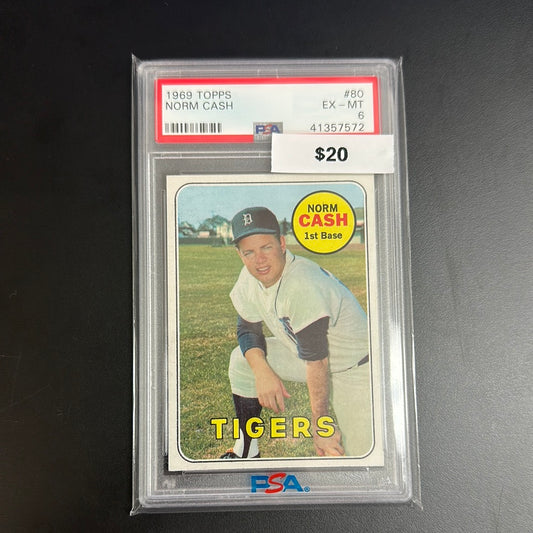 1969 TOPPS #80
NORM CASH EX - MT
6
PSA 41357572
$20
NORM
CASH
1st Base
TIGERS
PSA